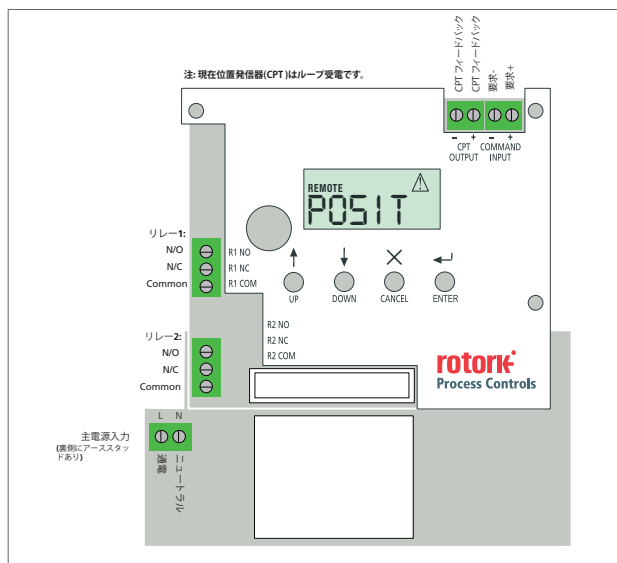 注: 現在位置発信器(CPT)はループ受電です。
CPT フィードバック
CPT フィードバック
要求-
要求+
− + − +
CPT OUTPUT
COMMAND INPUT
REMOTE
POSIT
UP
DOWN
CANCEL
ENTER
リレー1:
N/O
R1 NO
N/C
R1 NC
Common
R1 COM
リレー2:
N/O
R2 NO
N/C
R2 NC
Common
R2 COM
rotork
Process Controls
L N
主電源入力
(裏側にアーススタッ
ドあり)
通電
ニュートラル